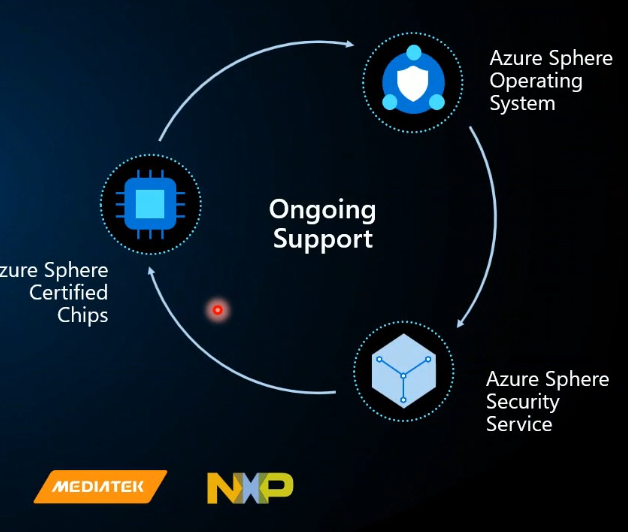 Azure Sphere
Operating
System
Ongoing
Support
zure Sphere
Certified
Chips
Azure Sphere
Security
Service
MEDIATEK
NXP